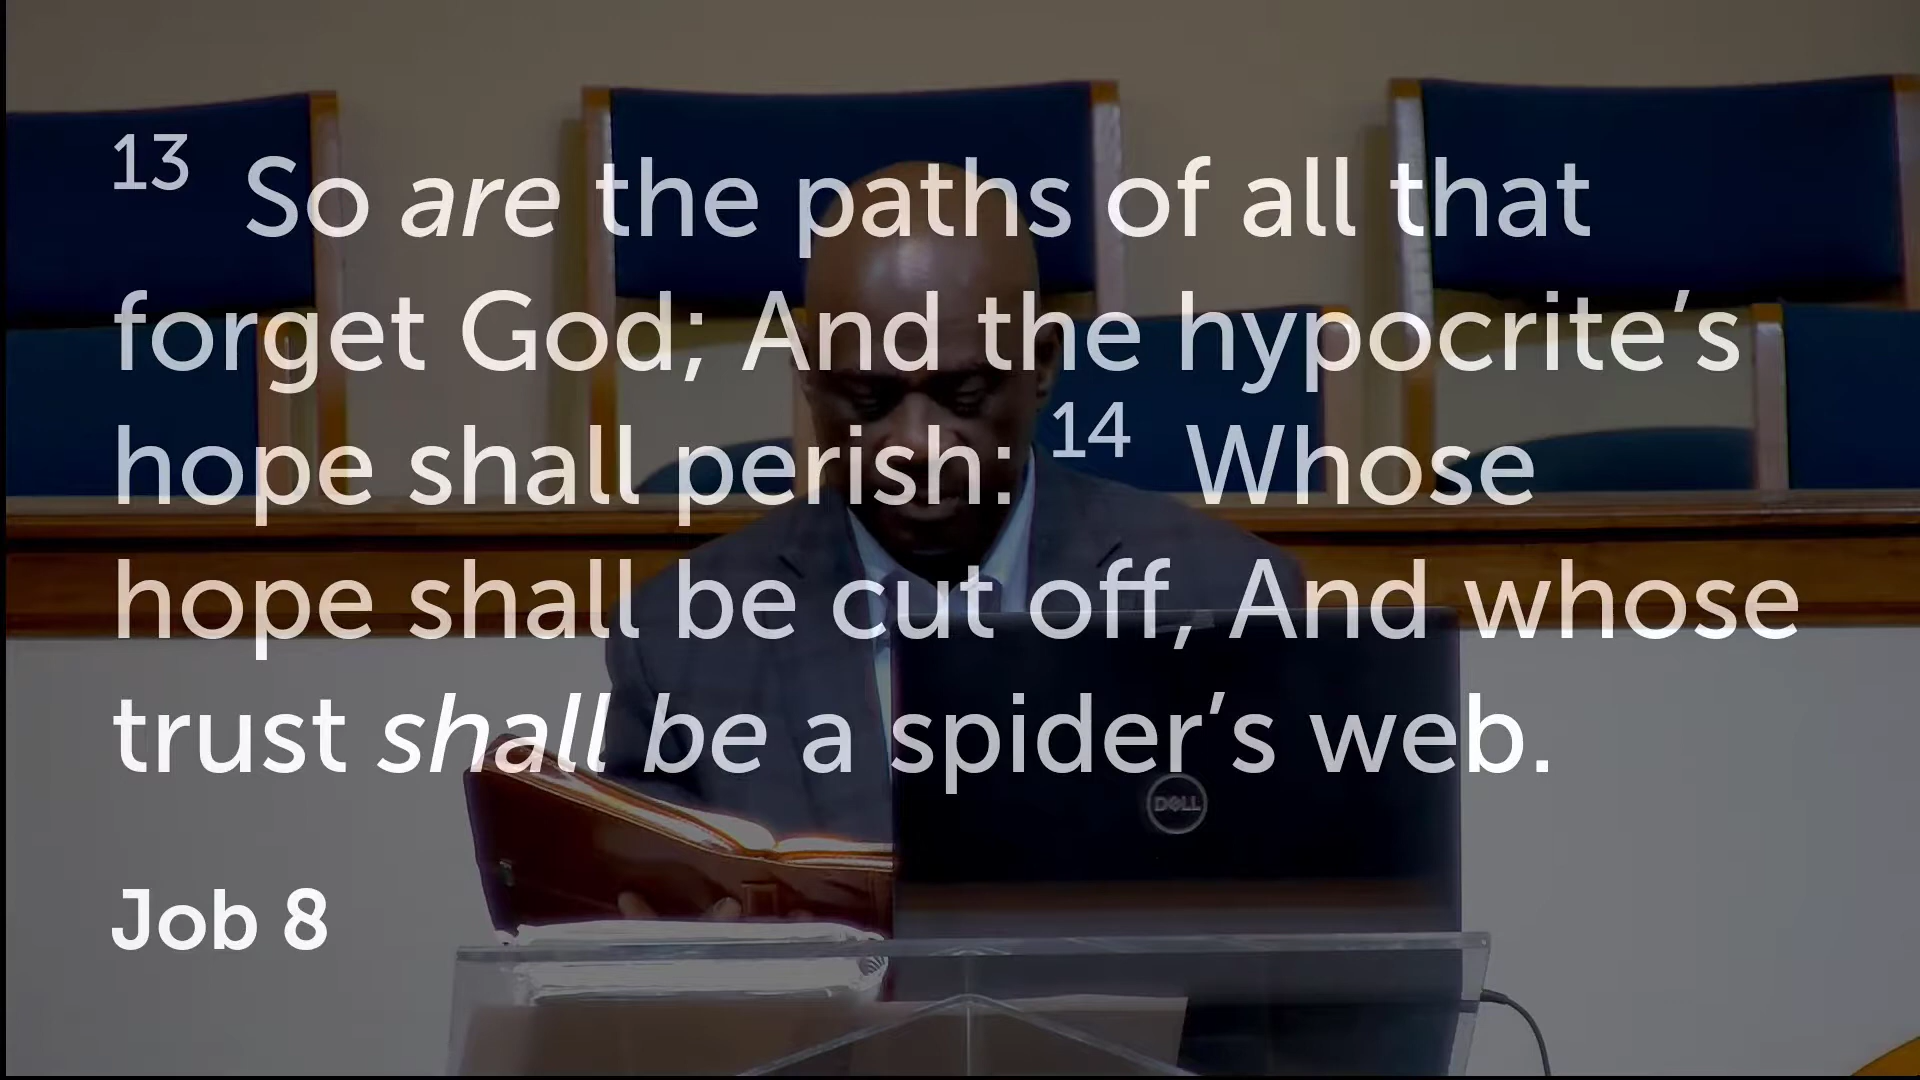 13 So are the paths of all that
forget God; And the hypocrite’s
hope shall perish: 14 Whose
hope shall be cut off, And whose
trust shall be a spider’s web.
DELL
Job 8